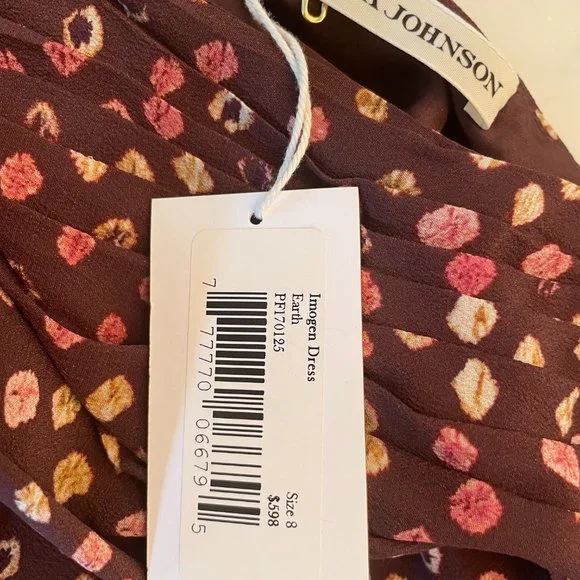 JOHNSON
Imogen Dress
Earth
PF170125
Size 8
$598
7 77770 06679 5